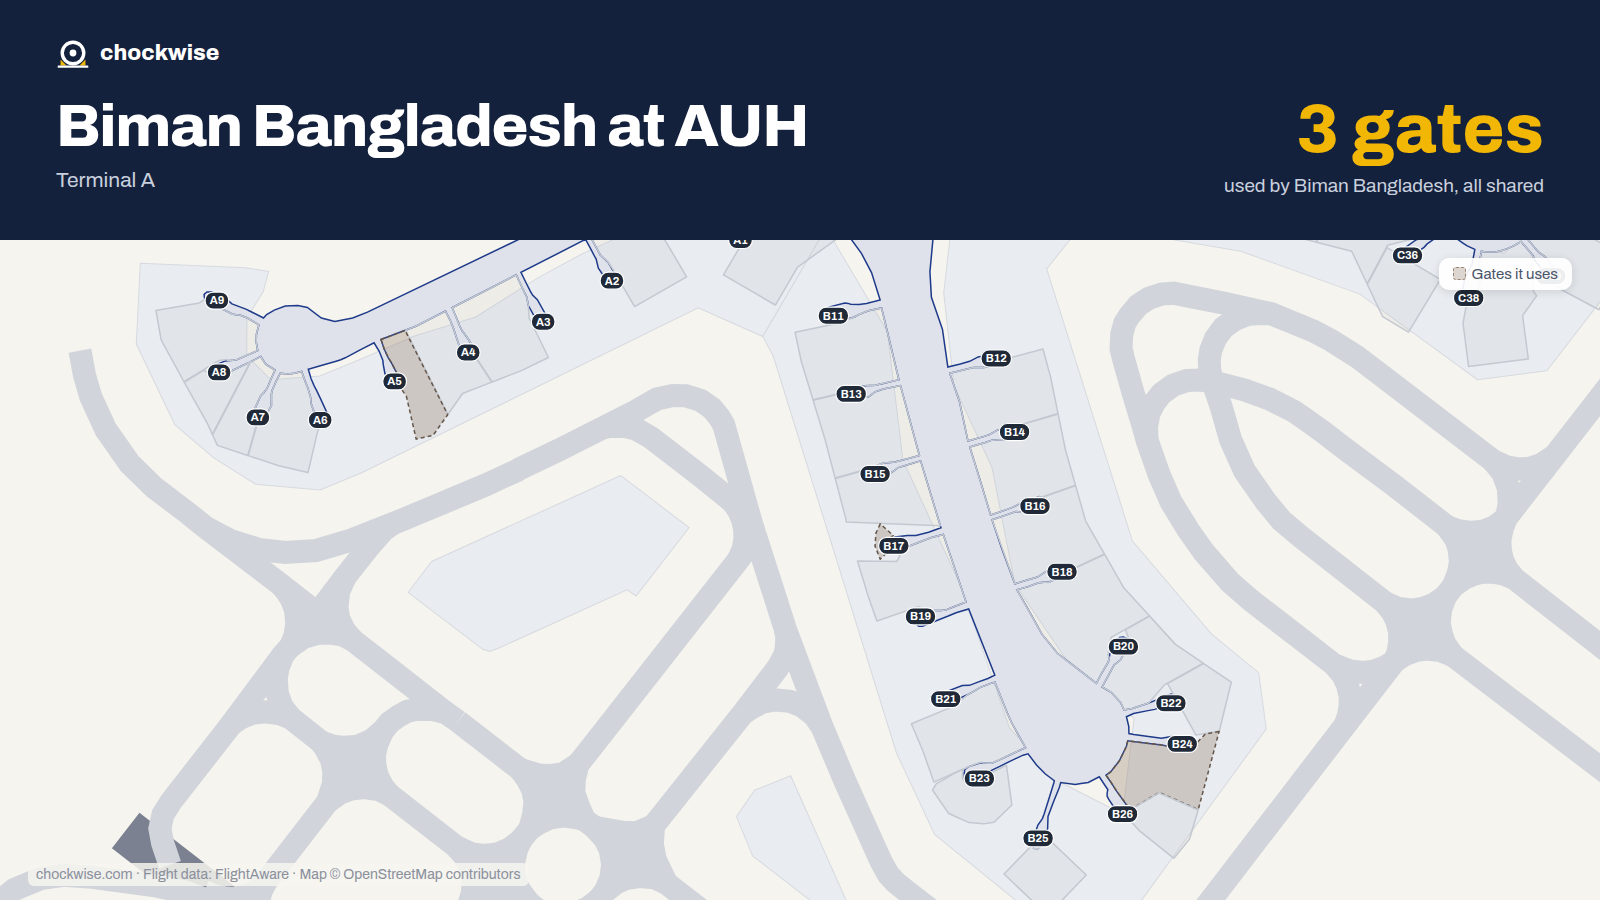 chockwise
Biman Bangladesh at AUH
Terminal A
3 gates
used by Biman Bangladesh, all shared
A1
C36
Gates it uses
A2
C38
A9
B11
A3
A4
B12
A8
A5
B13
A7
A6
B14
B15
B16
B17
B18
B19
B20
B21
B22
B24
B23
B26
B25
chockwise.com · Flight data: FlightAware · Map © OpenStreetMap contributors